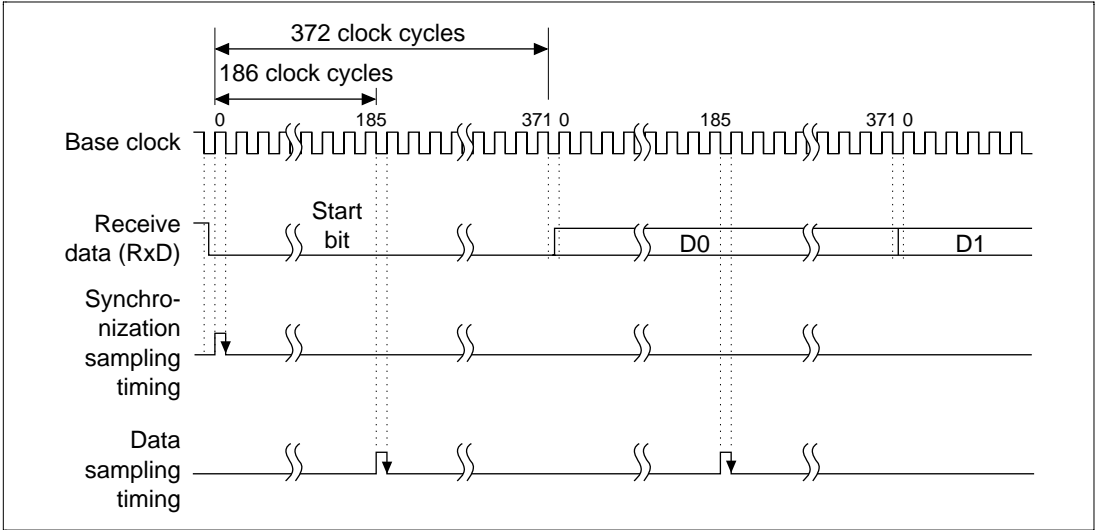 372 clock cycles
186 clock cycles
0 185 371 0 185 371 0
Base clock
Receive
data (RxD)
Start
bit
D0 D1
Synchro-
nization
sampling
timing
Data
sampling
timing